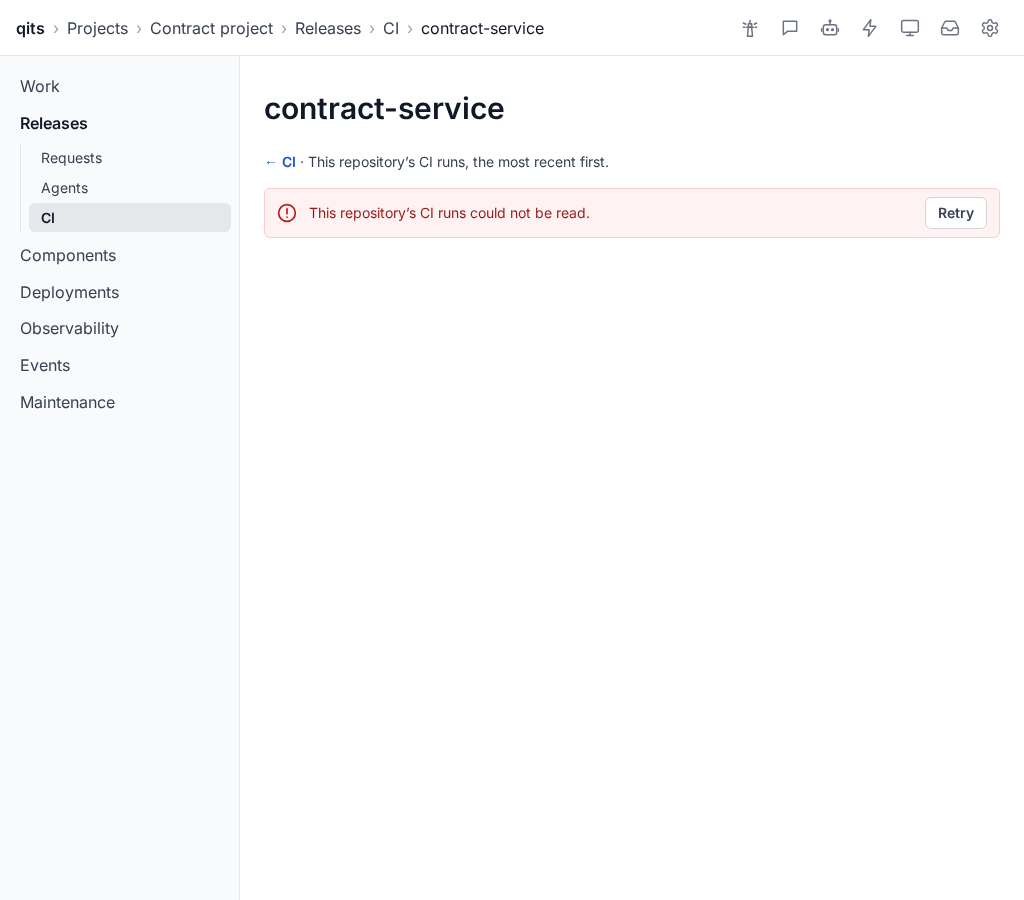 qits › Projects › Contract project › Releases › CI › contract-service
Work
Releases
Requests
Agents
CI
Components
Deployments
Observability
Events
Maintenance
contract-service
← CI · This repository’s CI runs, the most recent first.
This repository’s CI runs could not be read.
Retry